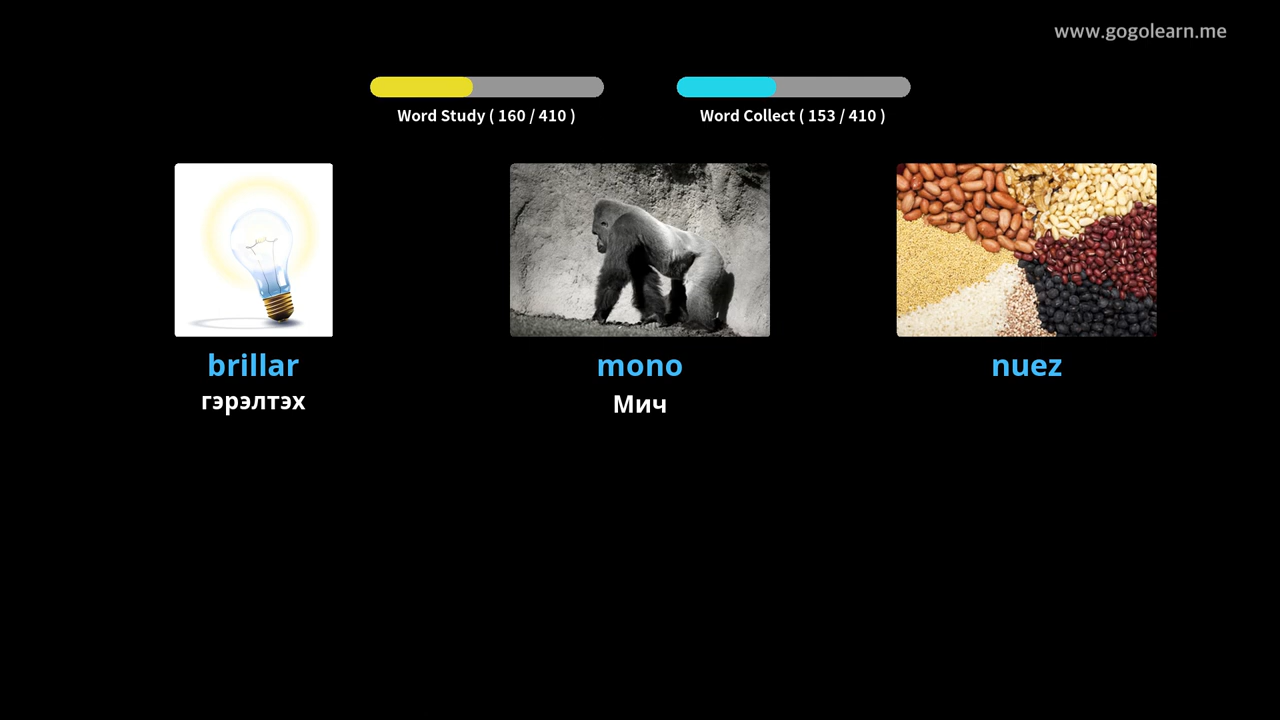 www.gogolearn.me
Word Study ( 160 / 410 )
Word Collect ( 153 / 410 )
brillar
mono
nuez
гэрэлтэх
Мич